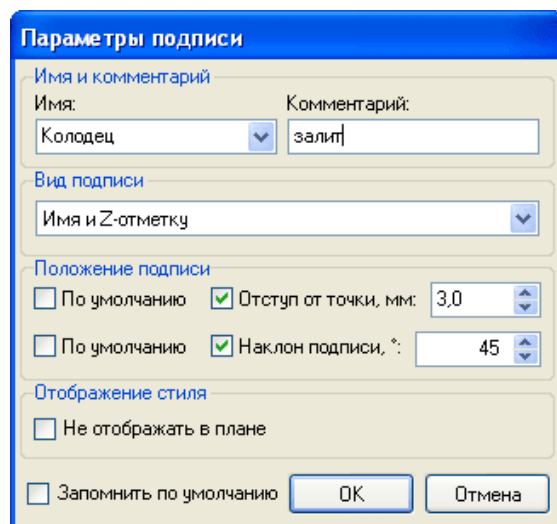 Параметры подписи
Имя и комментарий
Имя: Комментарий:
Колодец залит
Вид подписи
Имя и Z-отметку
Положение подписи
По умолчанию Отступ от точки, мм: 3,0
По умолчанию Наклон подписи, °: 45
Отображение стиля
Не отображать в плане
Запомнить по умолчанию OK Отмена